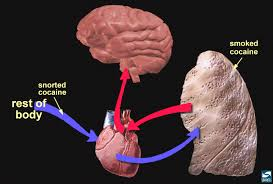 smoked
cocaine
snorted
cocaine
rest of
body